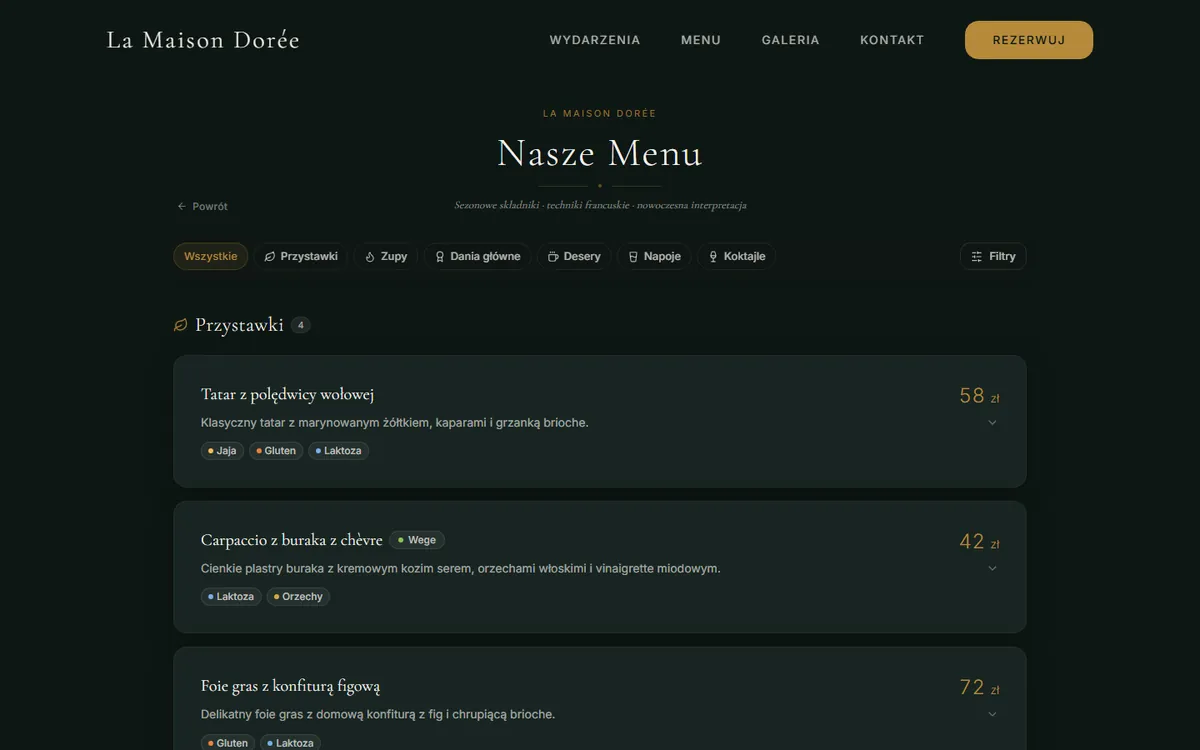 La Maison Dorée
WYDARZENIA MENU GALERIA KONTAKT REZERWUJ
LA MAISON DORÉE
Nasze Menu
Powrót
Sezonowe składniki · techniki francuskie · nowoczesna interpretacja
Wszystkie Przystawki Zupy Dania główne Desery Napoje Koktajle Filtry
Przystawki 4
Tatar z polędwicy wołowej 58 zł
Klasyczny tatar z marynowanym żółtkiem, kaparami i grzanką brioche.
Jaja Gluten Laktoza
Carpaccio z buraka z chèvre Wege 42 zł
Cienkie plastry buraka z kremowym kozim serem, orzechami włoskimi i vinaigrette miodowym.
Laktoza Orzechy
Foie gras z konfiturą figową 72 zł
Delikatny foie gras z domową konfiturą z fig i chrupiącą brioche.
Gluten Laktoza